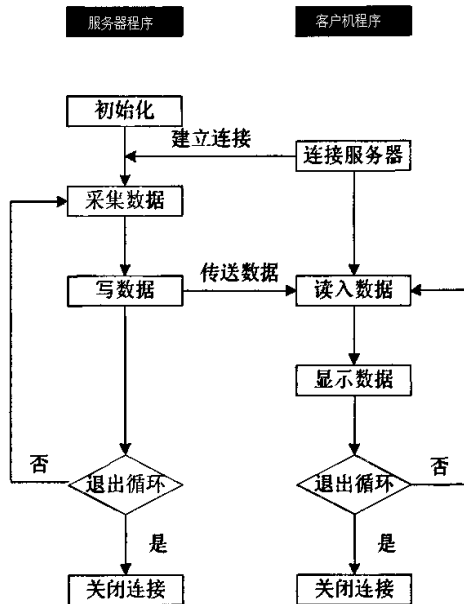 服务器程序
客户机程序
初始化
建立连接
连接服务器
采集数据
传送数据
写数据
读入数据
显示数据
否
退出循环
退出循环
否
是
是
关闭连接
关闭连接